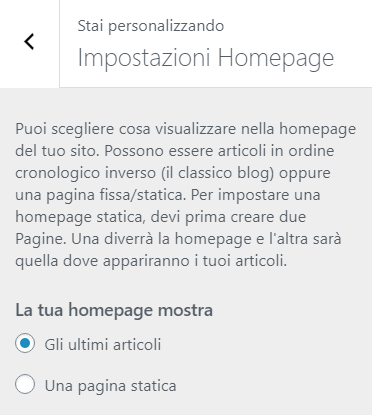 Stai personalizzando
Impostazioni Homepage
Puoi scegliere cosa visualizzare nella homepage
del tuo sito. Possono essere articoli in ordine
cronologico inverso (il classico blog) oppure
una pagina fissa/statica. Per impostare una
homepage statica, devi prima creare due
Pagine. Una diverrà la homepage e l'altra sarà
quella dove appariranno i tuoi articoli.
La tua homepage mostra
Gli ultimi articoli
Una pagina statica